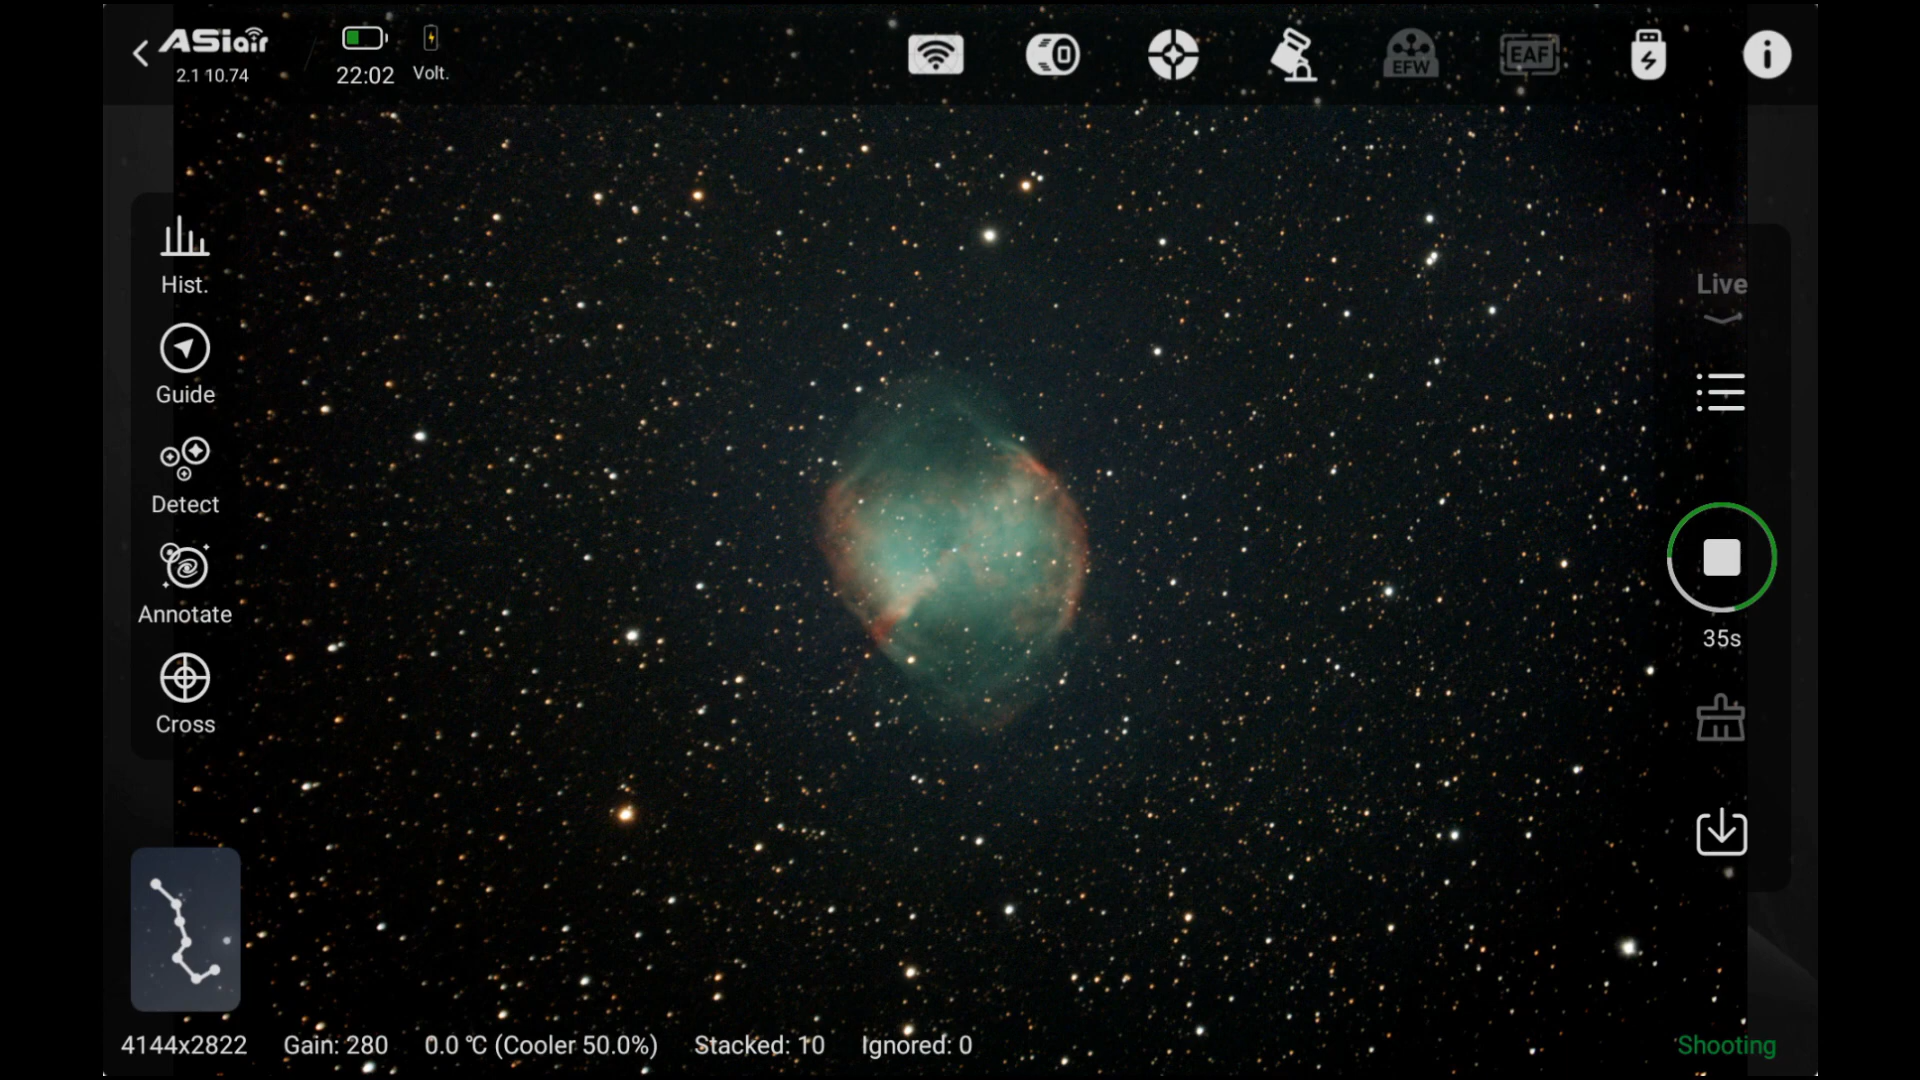 ASiair
2.1 10.74
22:02
Volt.
EFW
EAF
Hist.
Guide
Detect
Annotate
Cross
Live
35s
4144x2822 Gain: 280 0.0 ℃ (Cooler 50.0%) Stacked: 10 Ignored: 0 Shooting